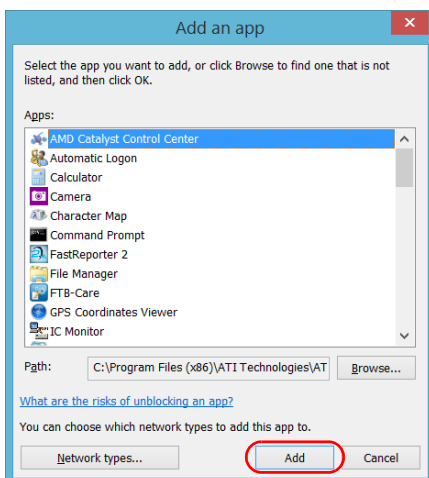 Add an app
Select the app you want to add, or click Browse to find one that is not
listed, and then click OK.
Apps:
AMD Catalyst Control Center
Automatic Logon
Calculator
Camera
Character Map
Command Prompt
FastReporter 2
File Manager
FTB-Care
GPS Coordinates Viewer
IC Monitor
Path: C:\Program Files (x86)\ATI Technologies\AT Browse...
What are the risks of unblocking an app?
You can choose which network types to add this app to.
Network types... Add Cancel